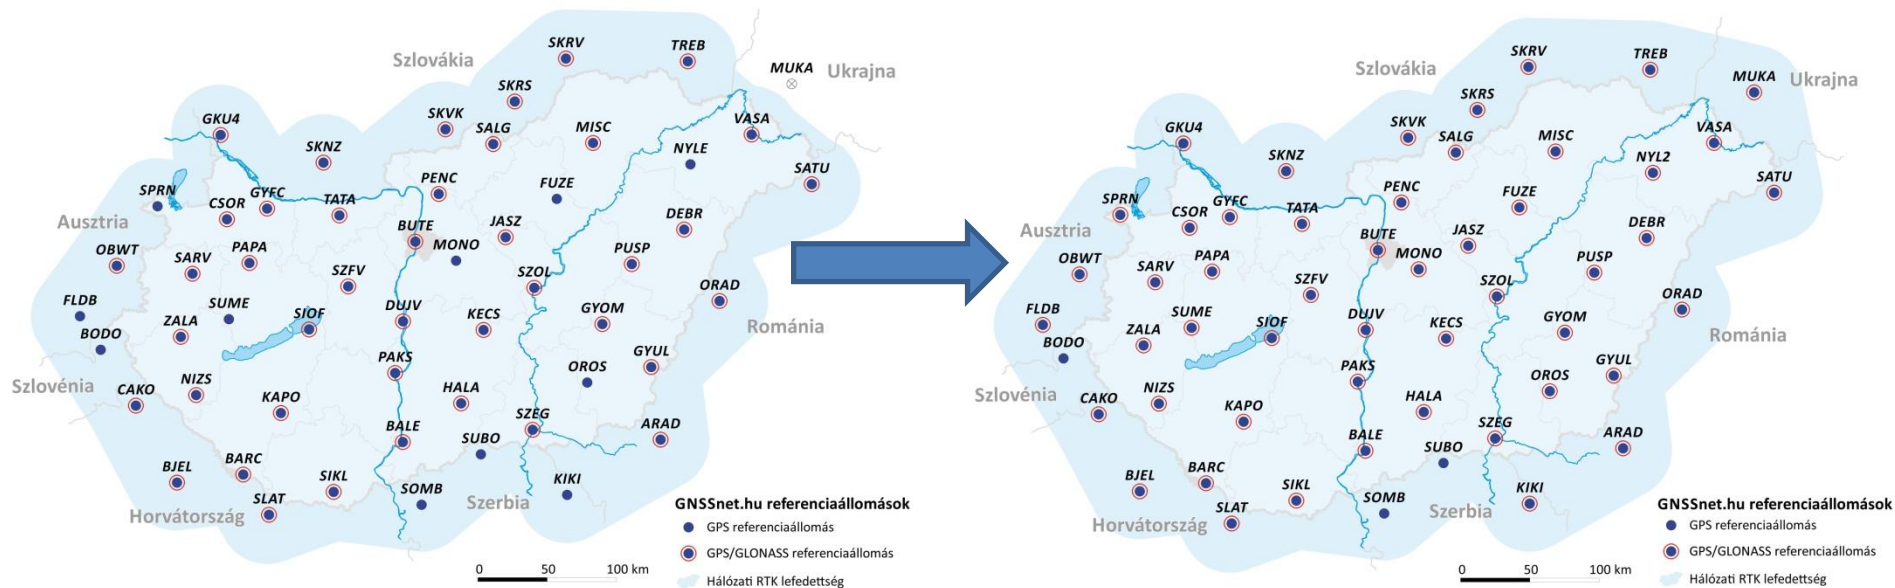 SKRV
TREB
Szlovákia
MUKA
Ukrajna
SKRS
GKU4
SKVK
SALG
MISC
VASA
SKNZ
NYLE
SATU
SPRN
PENC
FUZE
CSOR
GYFC
TATA
Ausztria
BUTE
JASZ
DEBR
OBWT
SARV
PAPA
MONO
PUSP
SZFV
SZOL
ORAD
FLDB
SUME
SIOF
DUJV
KECS
GYOM
Románia
BODO
ZALA
PAKS
OROS
GYUL
Szlovénia
CAKO
NIZS
KAPO
HALA
BALE
SUBO
SZEG
ARAD
BJEL
BARC
SIKL
SOMB
Szerbia
KIKI
SLAT
Horvátország
GNSSnet.hu referenciaállomások
GPS referenciaállomás
GPS/GLONASS referenciaállomás
Hálózati RTK lefedettség
0 50 100 km
SKRV
TREB
Szlovákia
MUKA
Ukrajna
SKRS
GKU4
SKVK
SALG
MISC
VASA
SKNZ
NYL2
SATU
SPRN
PENC
FUZE
CSOR
GYFC
TATA
Ausztria
BUTE
JASZ
DEBR
OBWT
SARV
PAPA
MONO
PUSP
SZFV
SZOL
ORAD
FLDB
SUME
SIOF
DUJV
KECS
GYOM
Románia
BODO
ZALA
PAKS
OROS
GYUL
Szlovénia
CAKO
NIZS
KAPO
HALA
BALE
SUBO
SZEG
ARAD
BJEL
BARC
SIKL
SOMB
Szerbia
KIKI
SLAT
Horvátország
GNSSnet.hu referenciaállomások
GPS referenciaállomás
GPS/GLONASS referenciaállomás
Hálózati RTK lefedettség
0 50 100 km